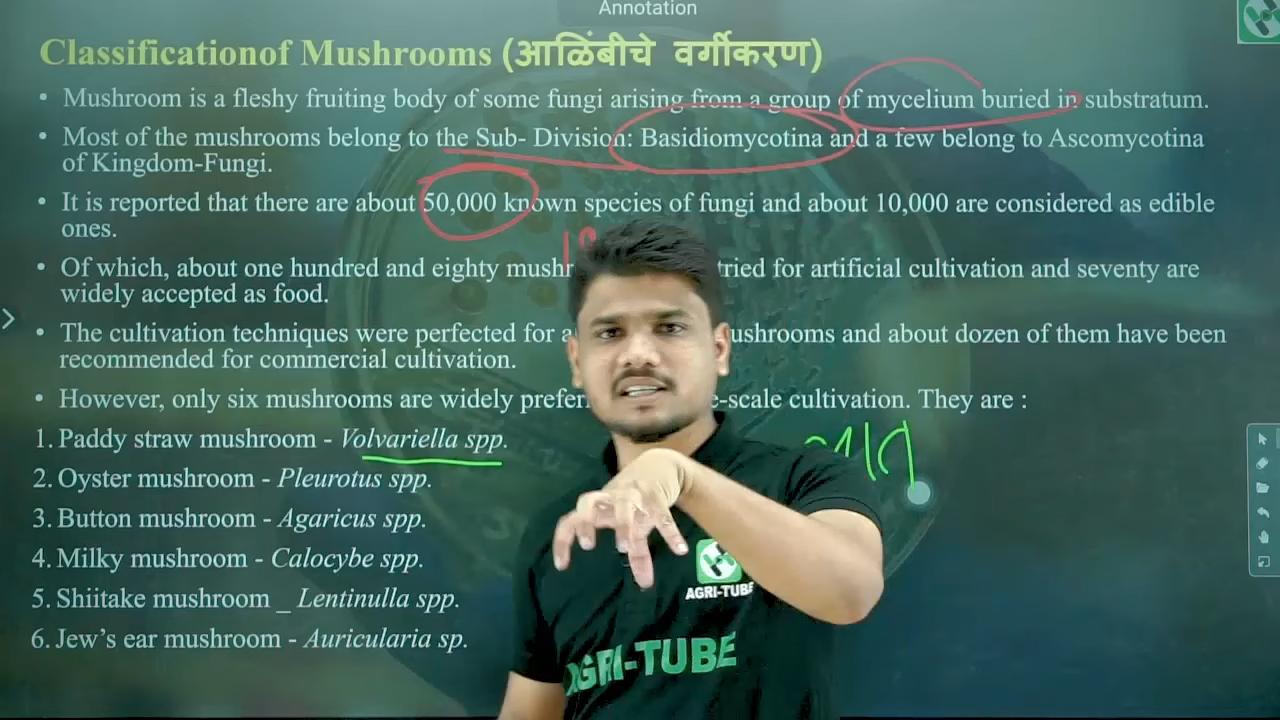 Annotation
Classificationof Mushrooms (आळिंबीचे वर्गीकरण)
• Mushroom is a fleshy fruiting body of some fungi arising from a group of mycelium buried in substratum.
• Most of the mushrooms belong to the Sub- Division: Basidiomycotina and a few belong to Ascomycotina
of Kingdom-Fungi.
• It is reported that there are about 50,000 known species of fungi and about 10,000 are considered as edible
ones.
• Of which, about one hundred and eighty tried for artificial cultivation and seventy are
widely accepted as food.
• The cultivation techniques were perfected for and about dozen of them have been
recommended for commercial cultivation.
• However, only six mushrooms are widely cultivation. They are :
1. Paddy straw mushroom - Volvariella spp.
2. Oyster mushroom - Pleurotus spp.
3. Button mushroom - Agaricus spp.
4. Milky mushroom - Calocybe spp.
5. Shiitake mushroom _ Lentinulla spp.
6. Jew's ear mushroom - Auricularia sp.
AGRI-TUBE
AGRI-TUBE